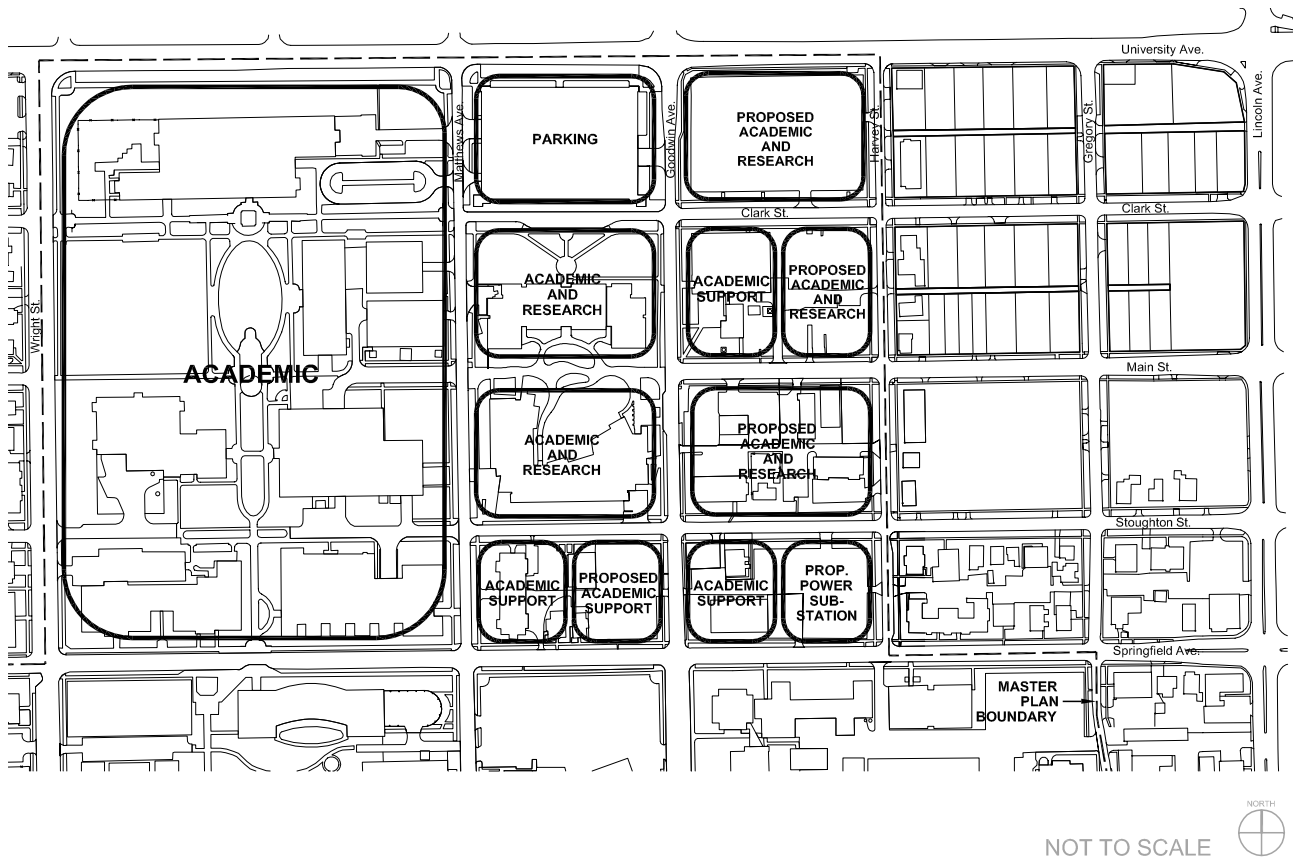 University Ave.
Lincoln Ave.
Matthews Ave.
Goodwin Ave.
Harvey St.
Gregory St.
PARKING
PROPOSED
ACADEMIC
AND
RESEARCH
Clark St.
Clark St.
Wright St.
ACADEMIC
ACADEMIC
AND
RESEARCH
ACADEMIC
SUPPORT
PROPOSED
ACADEMIC
AND
RESEARCH
Main St.
ACADEMIC
AND
RESEARCH
PROPOSED
ACADEMIC
AND
RESEARCH
Stoughton St.
ACADEMIC
SUPPORT
PROPOSED
ACADEMIC
SUPPORT
ACADEMIC
SUPPORT
PROP.
POWER
SUB-
STATION
Springfield Ave.
MASTER
PLAN
BOUNDARY
NORTH
NOT TO SCALE